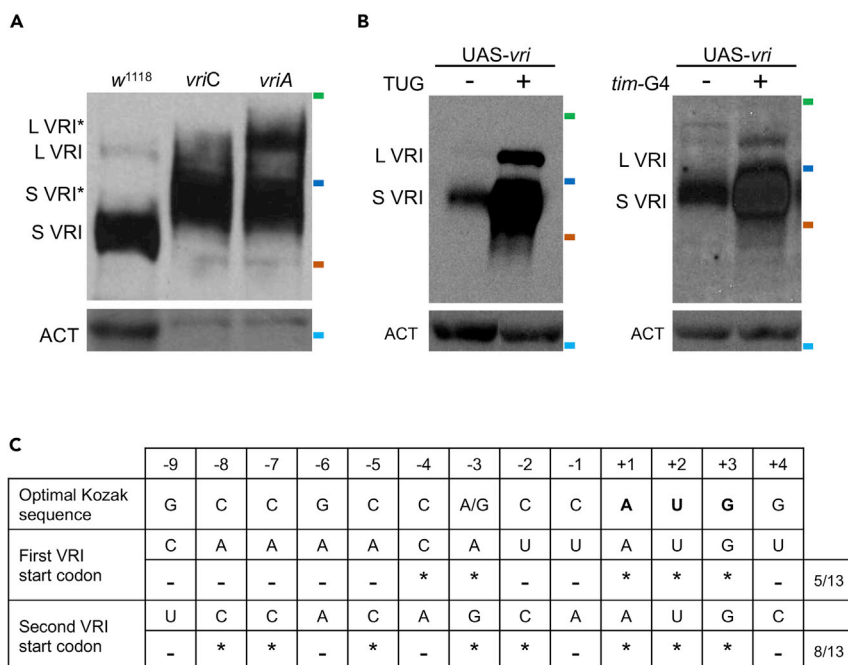 A
w1118 vriC vriA
L VRI*
L VRI
S VRI*
S VRI
ACT
B
UAS-vri
TUG - +
L VRI
S VRI
ACT
UAS-vri
tim-G4 - +
L VRI
S VRI
ACT
C
-9 -8 -7 -6 -5 -4 -3 -2 -1 +1 +2 +3 +4
Optimal Kozak sequence G C C G C C A/G C C A U G G
First VRI start codon C A A A A C A U U A U G U
- - - - - * * - - * * * - 5/13
Second VRI start codon U C C A C A G C A A U G C
- * * - * - * * - * * * - 8/13